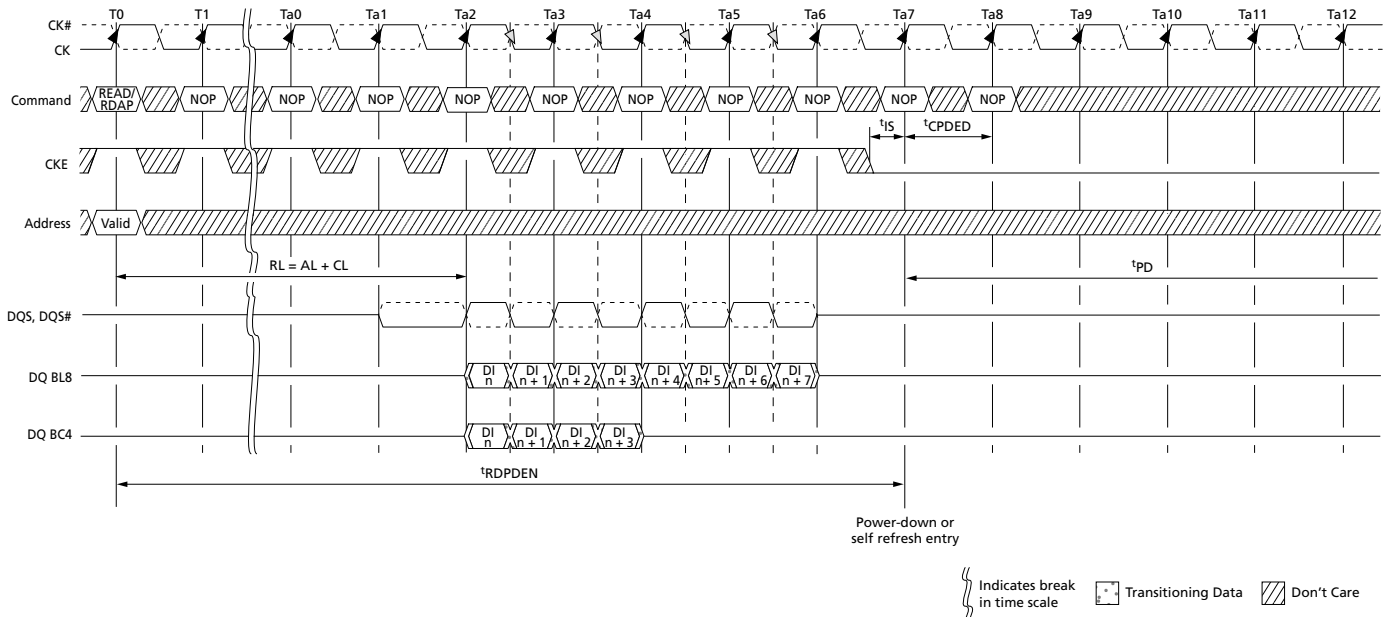 T0 T1 Ta0 Ta1 Ta2 Ta3 Ta4 Ta5 Ta6 Ta7 Ta8 Ta9 Ta10 Ta11 Ta12
CK#
CK
Command READ/ RDAP NOP NOP NOP NOP NOP NOP NOP NOP NOP NOP
tIS tCPDED
CKE
Address Valid
RL = AL + CL tPD
DQS, DQS#
DQ BL8 DI n DI n + 1 DI n + 2 DI n + 3 DI n + 4 DI n+ 5 DI n + 6 DI n + 7
DQ BC4 DI n DI n + 1 DI n + 2 DI n + 3
tRDPDEN
Power-down or
self refresh entry
Indicates break
in time scale
Transitioning Data
Don't Care